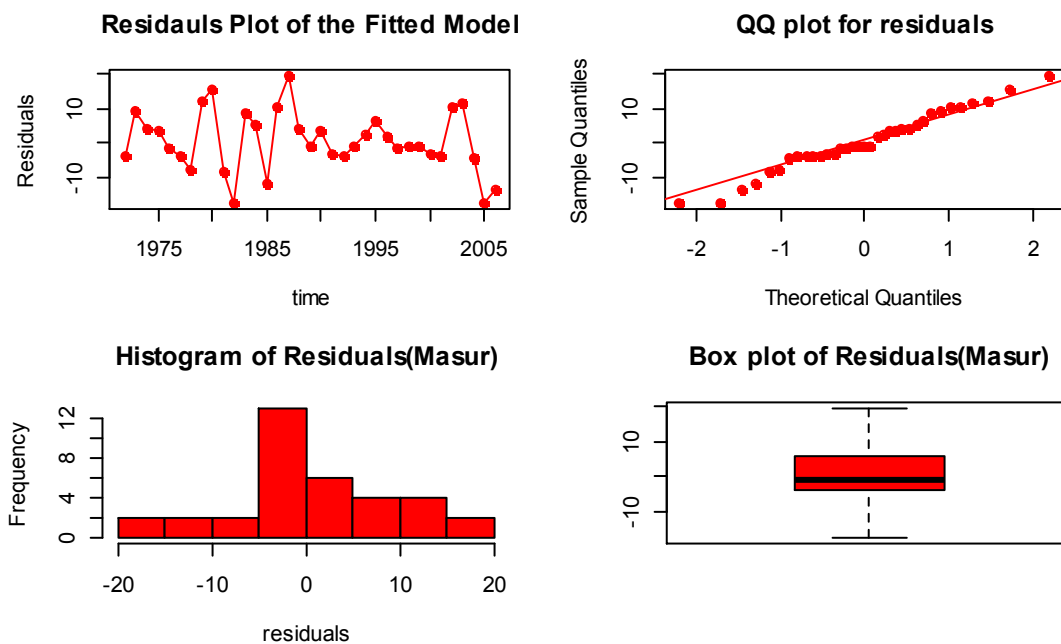 Residauls Plot of the Fitted Model
Residuals
10
-10
1975 1985 1995 2005
time
QQ plot for residuals
Sample Quantiles
10
-10
-2 -1 0 1 2
Theoretical Quantiles
Histogram of Residuals(Masur)
Frequency
12
8
4
0
-20 -10 0 10 20
residuals
Box plot of Residuals(Masur)
10
-10